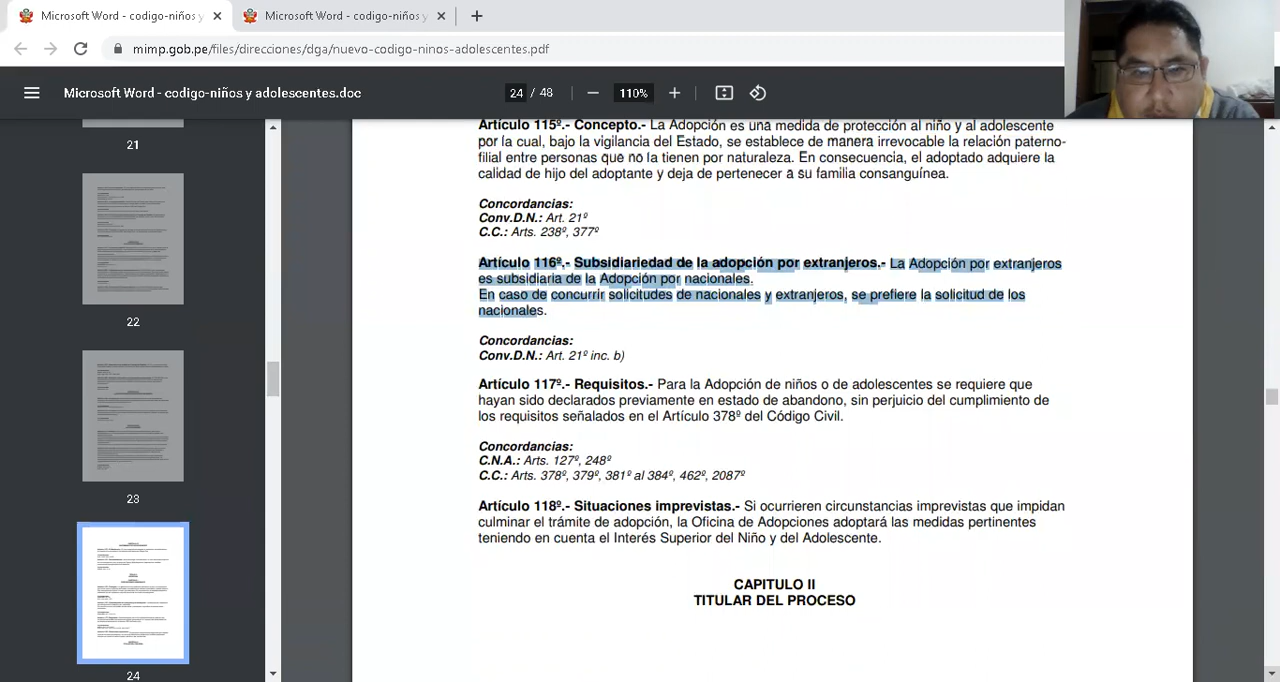 Microsoft Word - codigo-niños y
Microsoft Word - codigo-niños y
mimp.gob.pe/files/direcciones/dga/nuevo-codigo-ninos-adolescentes.pdf
Microsoft Word - codigo-niños y adolescentes.doc
24 / 48
110%
21
22
23
24
Artículo 115º.- Concepto.- La Adopción es una medida de protección al niño y al adolescente
por la cual, bajo la vigilancia del Estado, se establece de manera irrevocable la relación paterno-
filial entre personas que no la tienen por naturaleza. En consecuencia, el adoptado adquiere la
calidad de hijo del adoptante y deja de pertenecer a su familia consanguínea.
Concordancias:
Conv.D.N.: Art. 21º
C.C.: Arts. 238º, 377º
Artículo 116º.- Subsidiariedad de la adopción por extranjeros.- La Adopción por extranjeros
es subsidiaria de la Adopción por nacionales.
En caso de concurrir solicitudes de nacionales y extranjeros, se prefiere la solicitud de los
nacionales.
Concordancias:
Conv.D.N.: Art. 21º inc. b)
Artículo 117º.- Requisitos.- Para la Adopción de niños o de adolescentes se requiere que
hayan sido declarados previamente en estado de abandono, sin perjuicio del cumplimiento de
los requisitos señalados en el Artículo 378º del Código Civil.
Concordancias:
C.N.A.: Arts. 127º, 248º
C.C.: Arts. 378º, 379º, 381º al 384º, 462º, 2087º
Artículo 118º.- Situaciones imprevistas.- Si ocurrieren circunstancias imprevistas que impidan
culminar el trámite de adopción, la Oficina de Adopciones adoptará las medidas pertinentes
teniendo en cuenta el Interés Superior del Niño y del Adolescente.
CAPITULO II
TITULAR DEL PROCESO